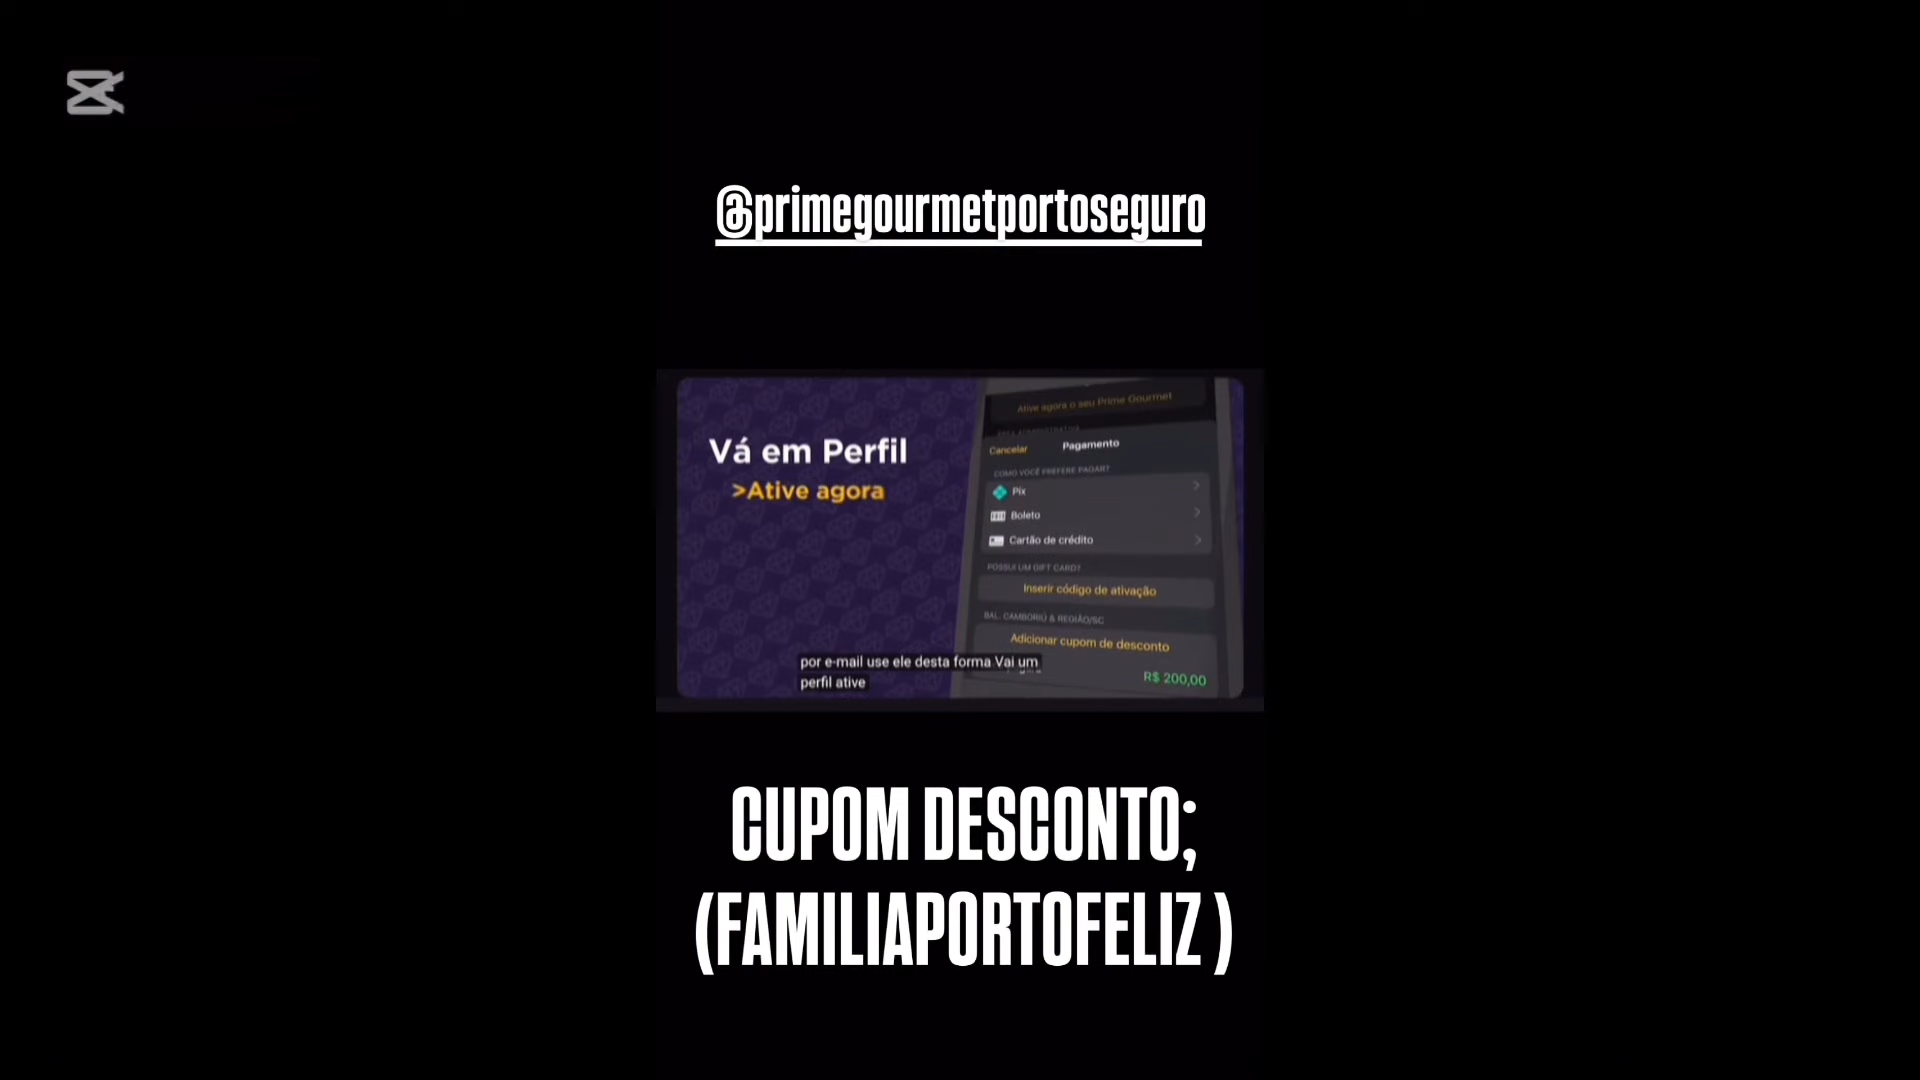 @primegourmetportoseguro
Vá em Perfil
>Ative agora
Ative agora o seu Prime Gourmet
Cancelar
Pagamento
COMO VOCÊ PREFERE PAGAR?
Pix
Boleto
Cartão de crédito
POSSUI UM GIFT CARD?
Inserir código de ativação
BAL. CAMBORIÚ & REGIÃO/SC
Adicionar cupom de desconto
R$ 200,00
por e-mail use ele desta forma Vai um
perfil ative
CUPOM DESCONTO;
(FAMILIAPORTOFELIZ )